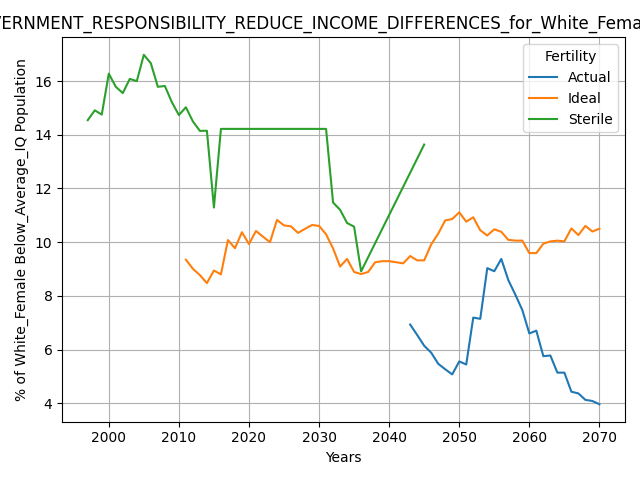 VERNMENT_RESPONSIBILITY_REDUCE_INCOME_DIFFERENCES_for_White_Fema
% of White_Female Below_Average_IQ Population
16
14
12
10
8
6
4
Fertility
Actual
Ideal
Sterile
2000 2010 2020 2030 2040 2050 2060 2070
Years